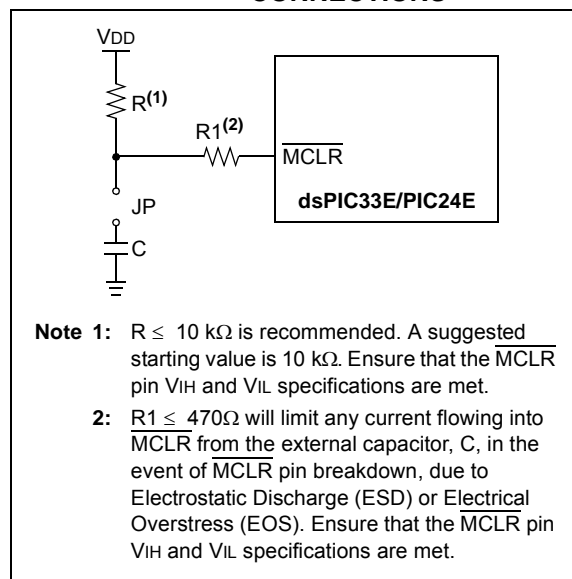 VDD
R(1)
R1(2)
MCLR
dsPIC33E/PIC24E
JP
C
Note 1: R ≤ 10 kΩ is recommended. A suggested
starting value is 10 kΩ. Ensure that the MCLR
pin VIH and VIL specifications are met.
2: R1 ≤ 470Ω will limit any current flowing into
MCLR from the external capacitor, C, in the
event of MCLR pin breakdown, due to
Electrostatic Discharge (ESD) or Electrical
Overstress (EOS). Ensure that the MCLR pin
VIH and VIL specifications are met.